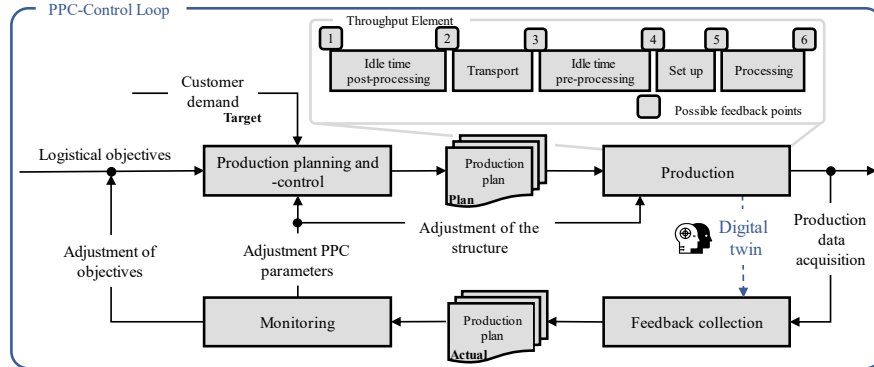 PPC-Control Loop
Throughput Element
1
2
3
4
5
6
Idle time
post-processing
Transport
Idle time
pre-processing
Set up
Processing
Possible feedback points
Customer
demand
Target
Logistical objectives
Production planning and
-control
Production
plan
Plan
Production
Adjustment of
objectives
Adjustment PPC
parameters
Adjustment of the
structure
Digital
twin
Production
data
acquisition
Monitoring
Production
plan
Actual
Feedback collection